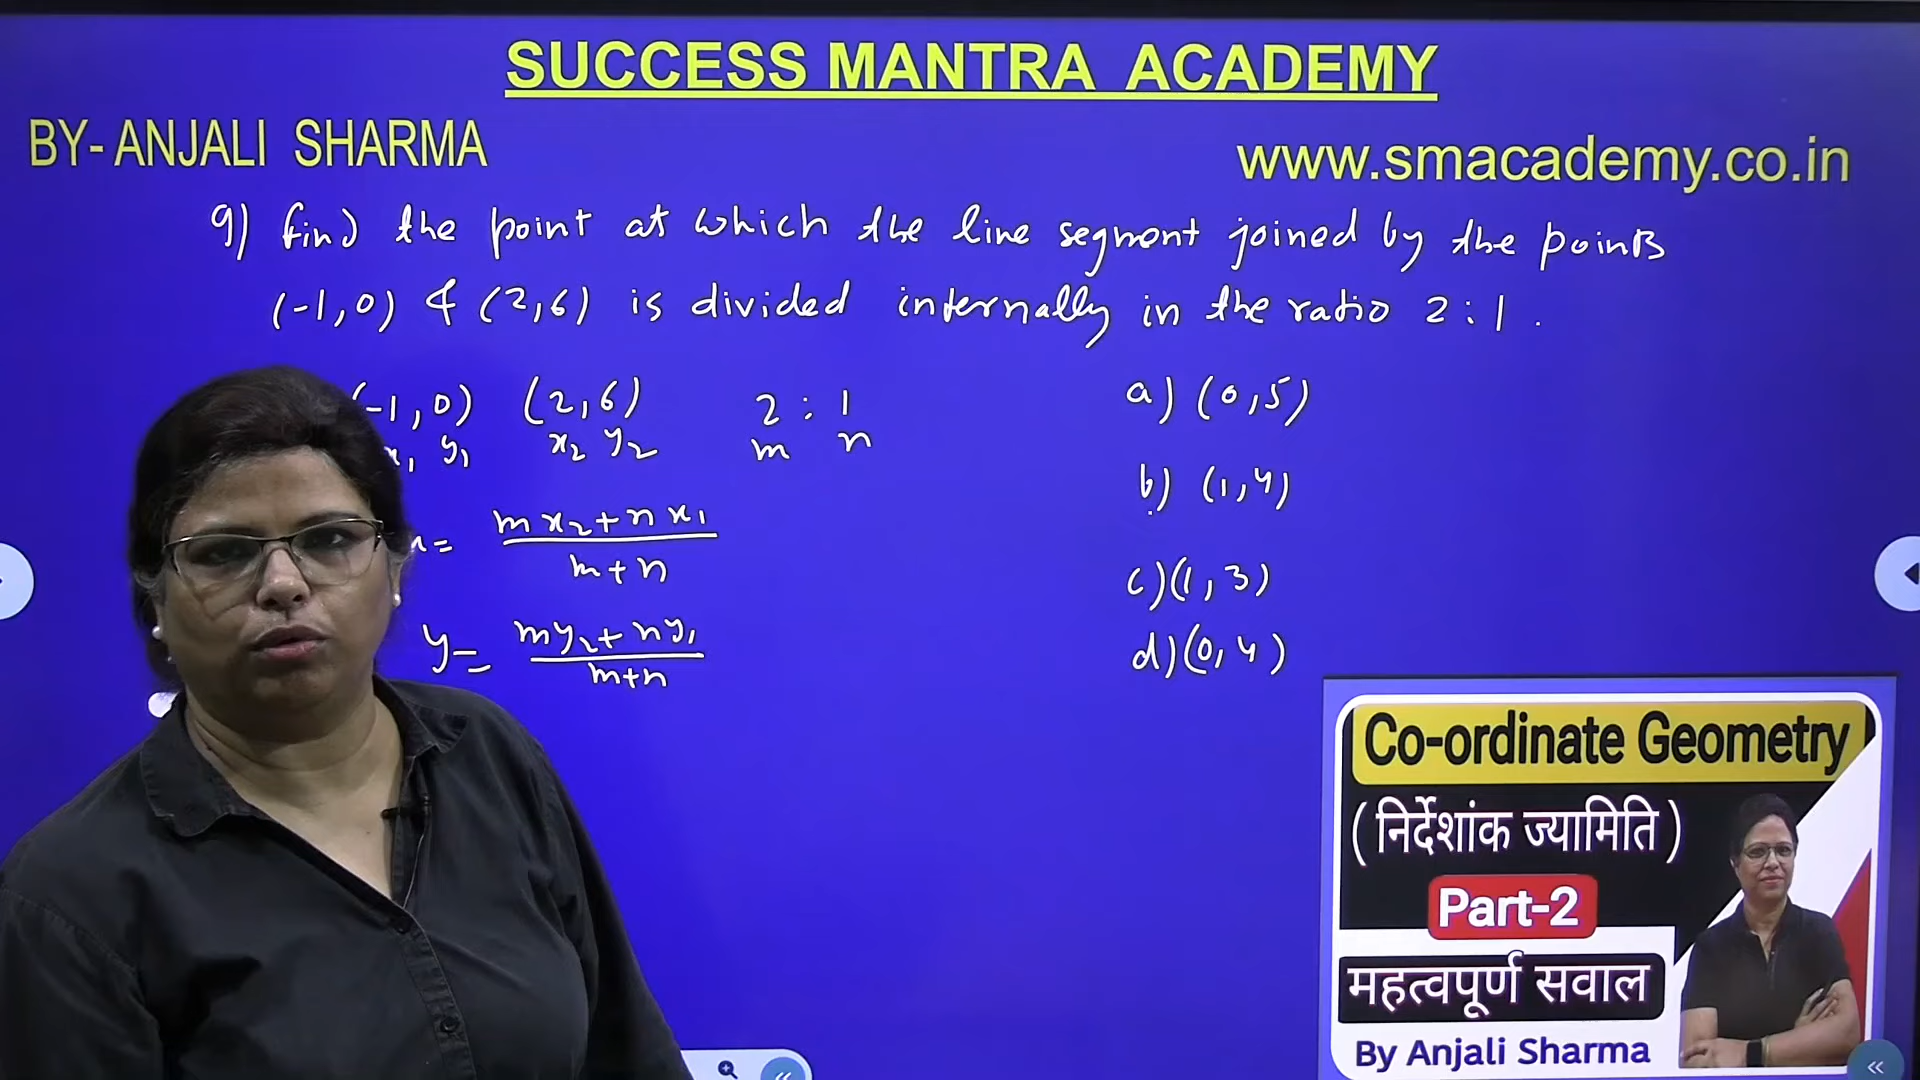 SUCCESS MANTRA ACADEMY
BY- ANJALI SHARMA
www.smacademy.co.in
9) find the point at which the line segment joined by the points
(-1,0) & (2,6) is divided internally in the ratio 2:1.
(-1,0) (2,6) 2 : 1
x₁ y₁ x₂ y₂ m n
x = mx₂+nx₁
m+n
y = my₂+ny₁
m+n
a) (0,5)
b) (1,4)
c) (1,3)
d) (0,4)
Co-ordinate Geometry
(निर्देशांक ज्यामिति)
Part-2
महत्वपूर्ण सवाल
By Anjali Sharma